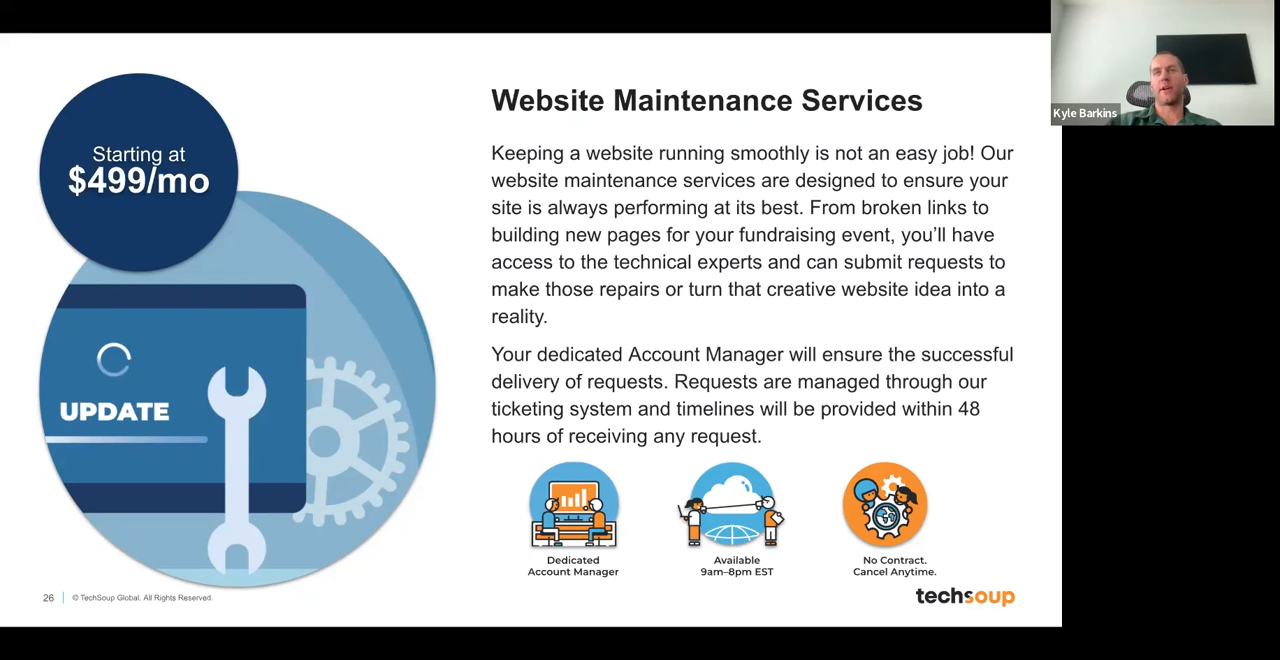 Starting at
$499/mo
UPDATE
Website Maintenance Services
Keeping a website running smoothly is not an easy job! Our
website maintenance services are designed to ensure your
site is always performing at its best. From broken links to
building new pages for your fundraising event, you’ll have
access to the technical experts and can submit requests to
make those repairs or turn that creative website idea into a
reality.
Your dedicated Account Manager will ensure the successful
delivery of requests. Requests are managed through our
ticketing system and timelines will be provided within 48
hours of receiving any request.
Dedicated
Account Manager
Available
9am–8pm EST
No Contract.
Cancel Anytime.
26 | © TechSoup Global. All Rights Reserved.
techsoup
Kyle Barkins